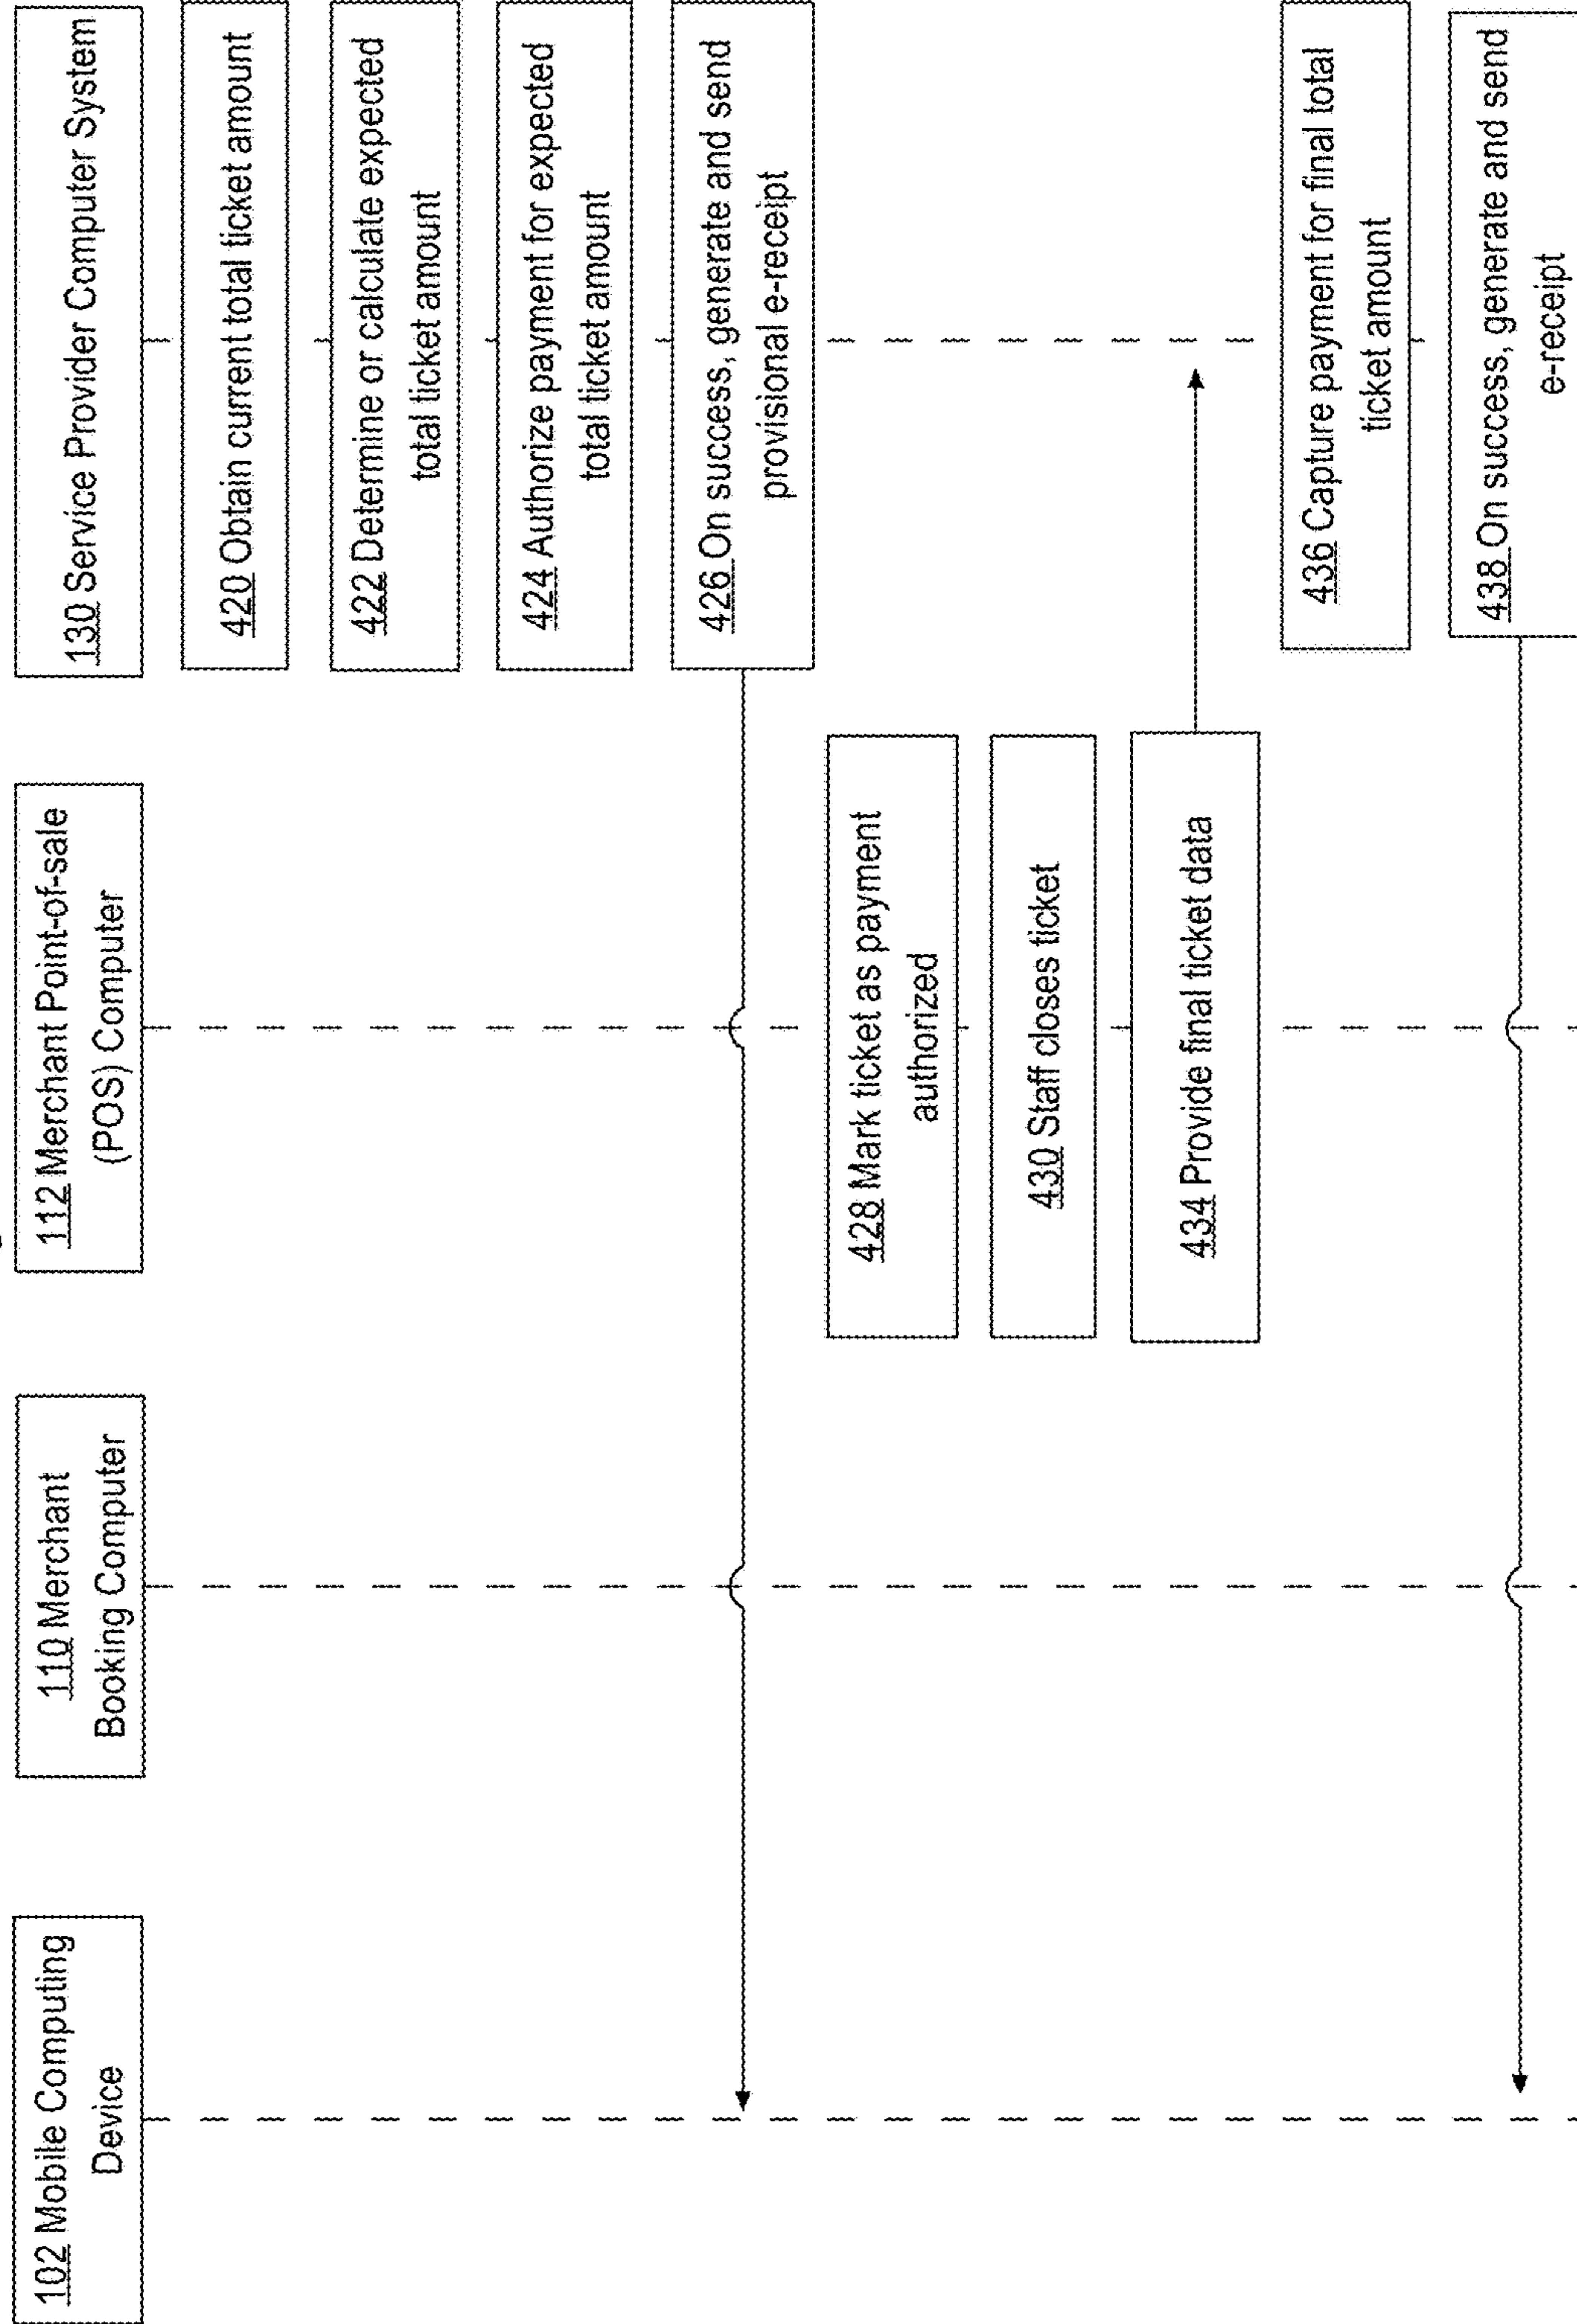 102 Mobile Computing
Device
110 Merchant
Booking Computer
112 Merchant Point-of-sale
(POS) Computer
130 Service Provider Computer System
420 Obtain current total ticket amount
422 Determine or calculate expected
total ticket amount
424 Authorize payment for expected
total ticket amount
426 On success, generate and send
provisional e-receipt
428 Mark ticket as payment
authorized
430 Staff closes ticket
434 Provide final ticket data
436 Capture payment for final total
ticket amount
438 On success, generate and send
e-receipt